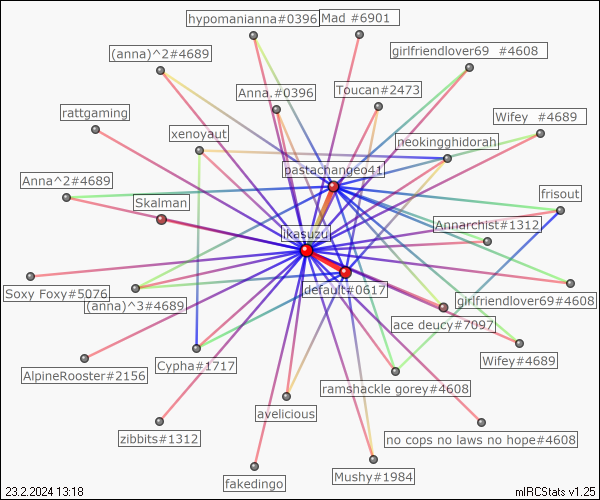 hypomanianna#0396
Mad #6901
(anna)^2#4689
girlfriendlover69 #4608
Anna.#0396
Toucan#2473
rattgaming
Wifey #4689
xenoyaut
neokingghidorah
pastachangeo41
Anna^2#4689
frisout
Skalman
Annarchist#1312
ikasuzu
Soxy Foxy#5076
default#0617
girlfriendlover69#4608
(anna)^3#4689
ace deucy#7097
Wifey#4689
Cypha#1717
AlpineRooster#2156
ramshackle gorey#4608
avelicious
zibbits#1312
no cops no laws no hope#4608
fakedingo
Mushy#1984
23.2.2024 13:18
mIRCStats v1.25